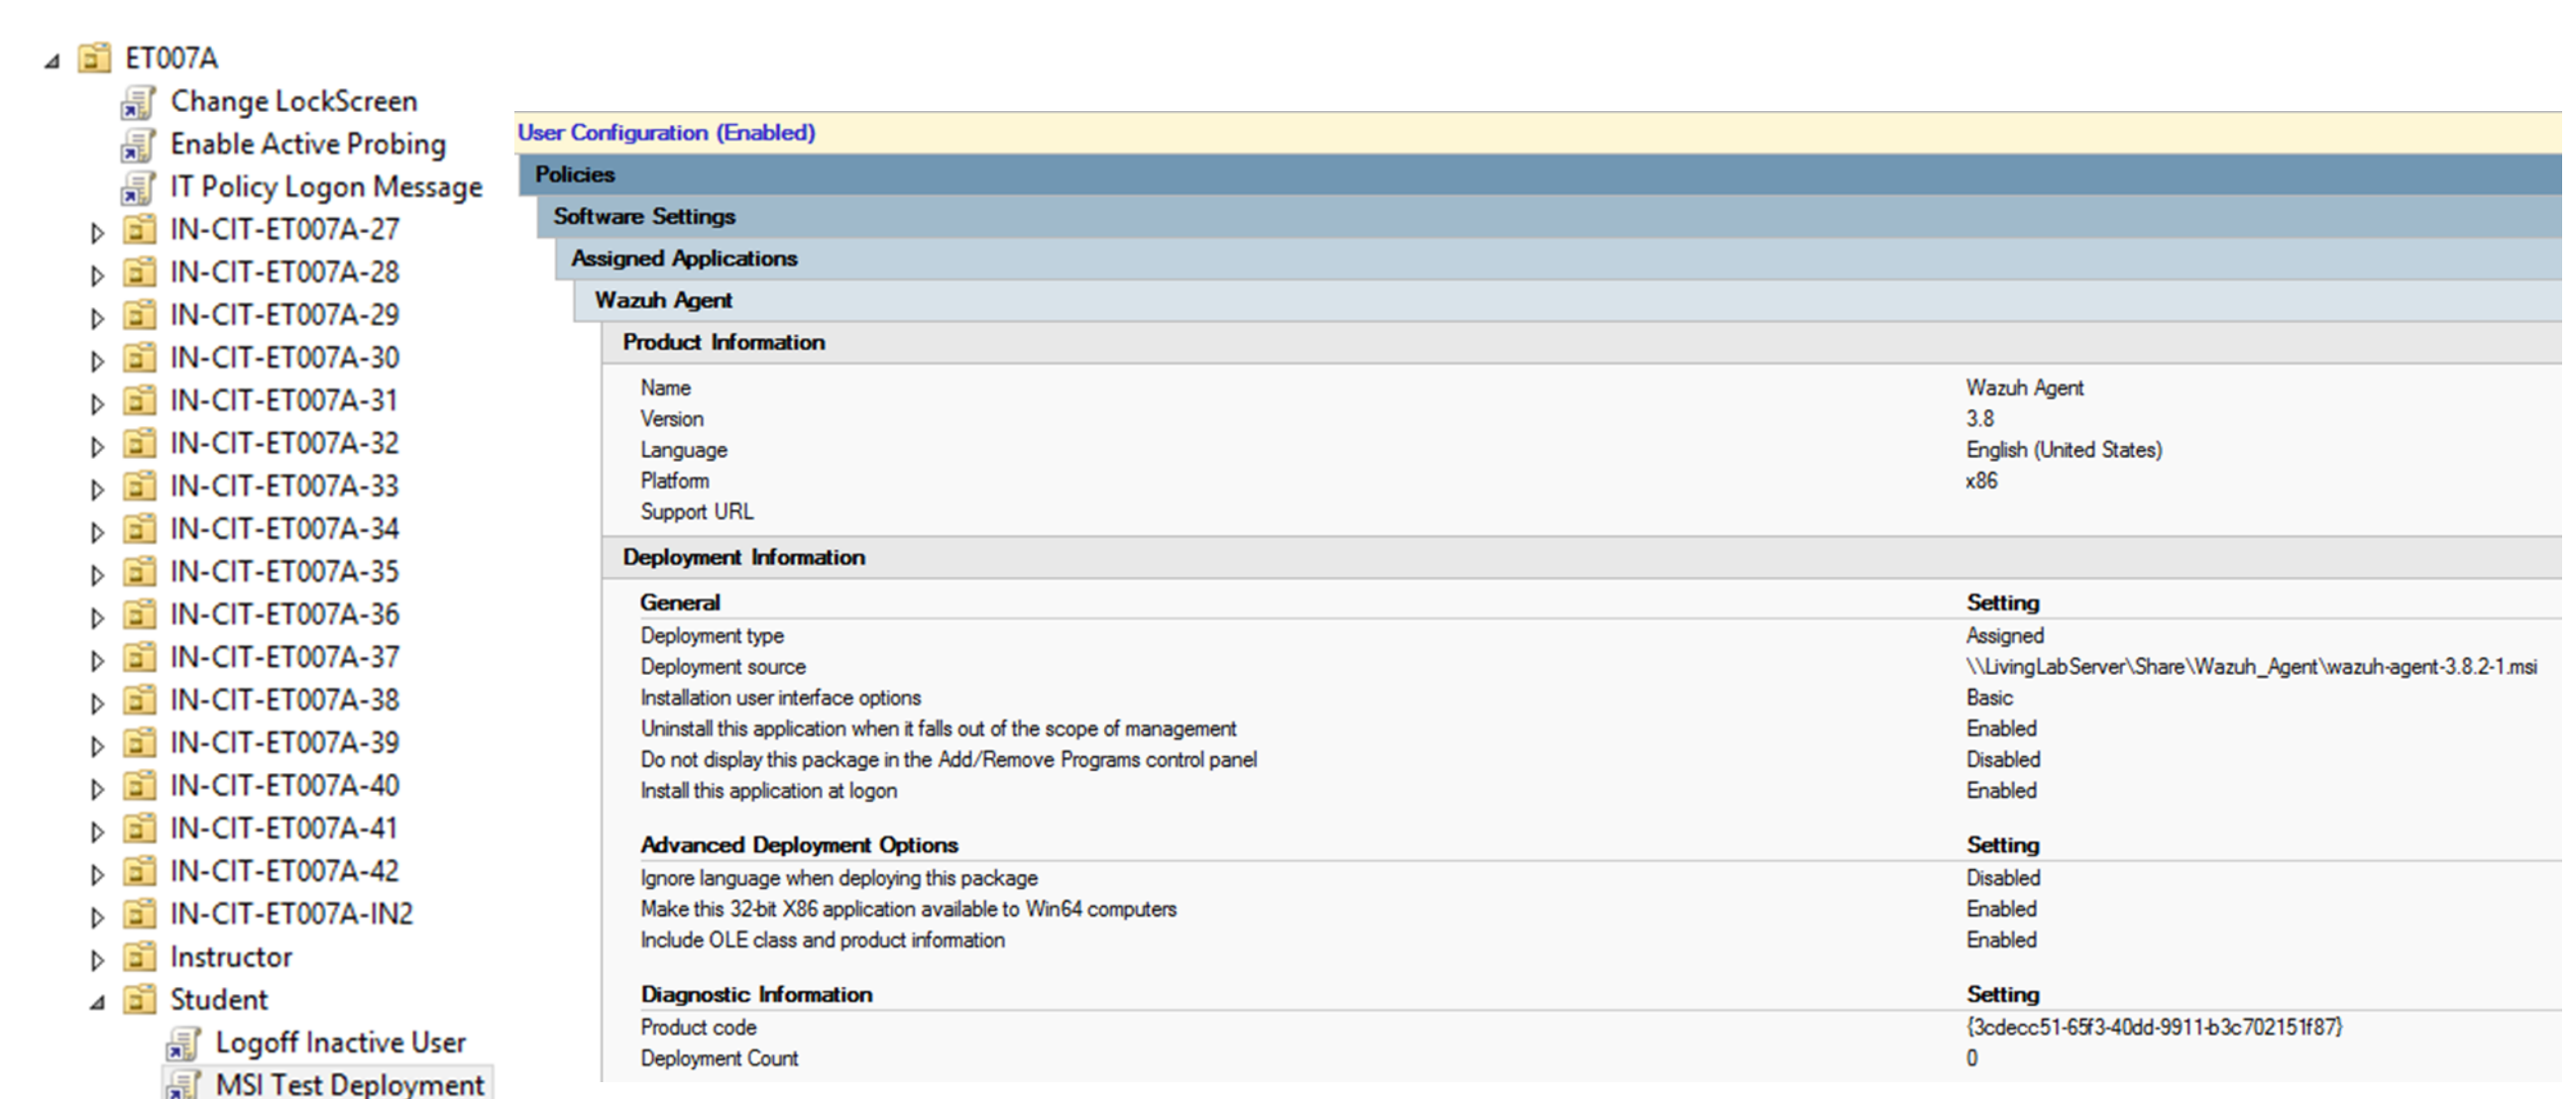 ET007A
Change LockScreen
Enable Active Probing
IT Policy Logon Message
IN-CIT-ET007A-27
IN-CIT-ET007A-28
IN-CIT-ET007A-29
IN-CIT-ET007A-30
IN-CIT-ET007A-31
IN-CIT-ET007A-32
IN-CIT-ET007A-33
IN-CIT-ET007A-34
IN-CIT-ET007A-35
IN-CIT-ET007A-36
IN-CIT-ET007A-37
IN-CIT-ET007A-38
IN-CIT-ET007A-39
IN-CIT-ET007A-40
IN-CIT-ET007A-41
IN-CIT-ET007A-42
IN-CIT-ET007A-IN2
Instructor
Student
Logoff Inactive User
MSI Test Deployment
User Configuration (Enabled)
Policies
Software Settings
Assigned Applications
Wazuh Agent
Product Information
Name Wazuh Agent
Version 3.8
Language English (United States)
Platform x86
Support URL
Deployment Information
General Setting
Deployment type Assigned
Deployment source \\LivingLabServer\Share\Wazuh_Agent\wazuh-agent-3.8.2-1.msi
Installation user interface options Basic
Uninstall this application when it falls out of the scope of management Enabled
Do not display this package in the Add/Remove Programs control panel Disabled
Install this application at logon Enabled
Advanced Deployment Options Setting
Ignore language when deploying this package Disabled
Make this 32-bit X86 application available to Win64 computers Enabled
Include OLE class and product information Enabled
Diagnostic Information Setting
Product code {3cdecc51-65f3-40dd-9911-b3c702151f87}
Deployment Count 0